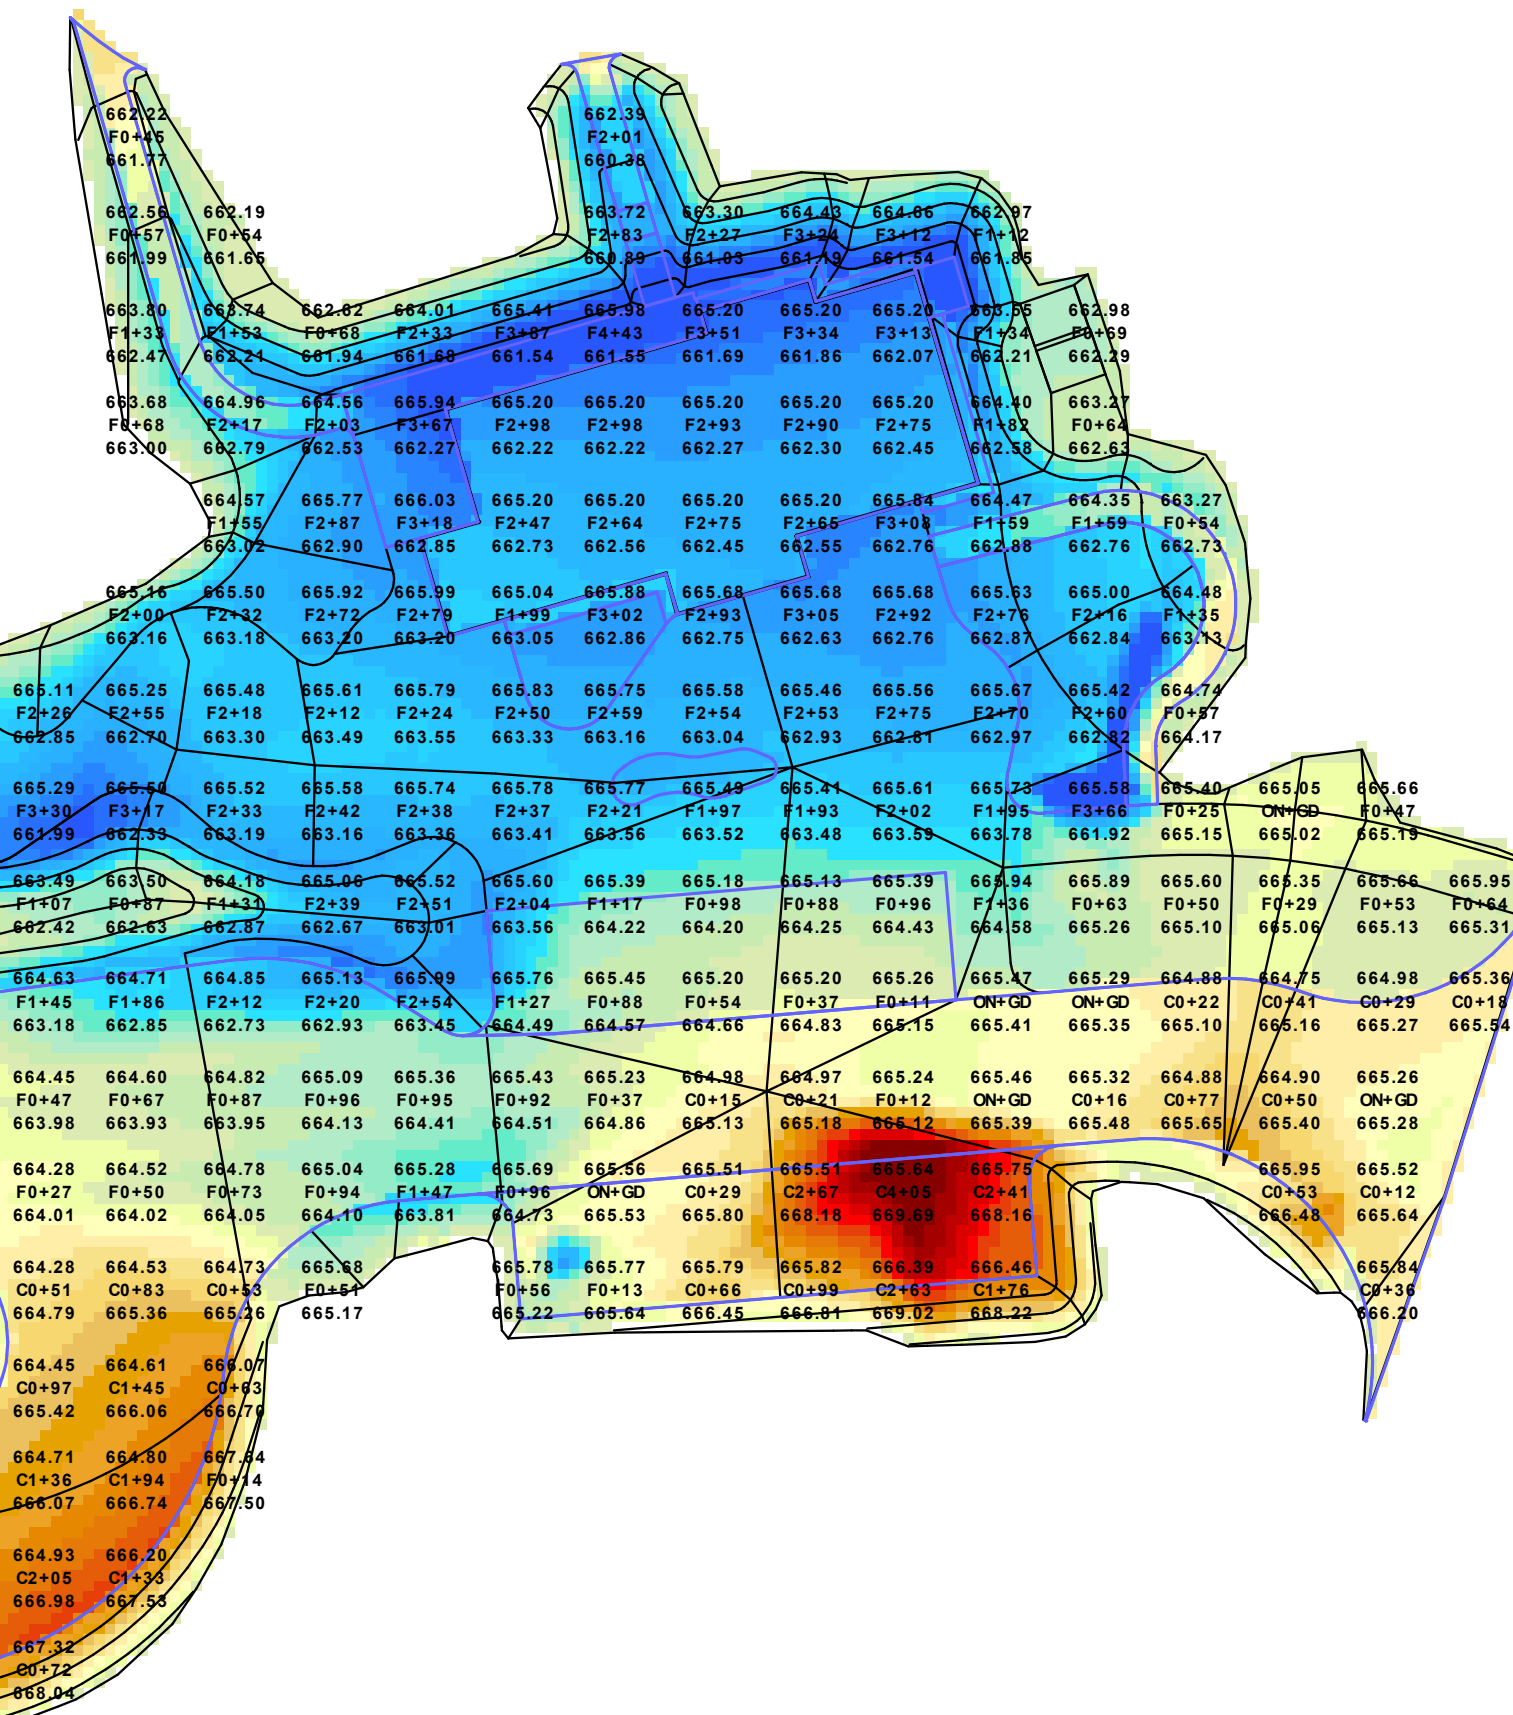 662.22 662.39
F0+45 F2+01
661.77 660.38
662.56 662.19 663.72 663.30 664.43 664.66 662.97
F0+57 F0+54 F2+83 F2+27 F3+24 F3+12 F1+12
661.99 661.65 660.89 661.03 661.19 661.54 661.85
663.80 663.74 662.62 664.01 665.41 665.98 665.20 665.20 665.20 663.55 662.98
F1+33 F1+53 F0+68 F2+33 F3+87 F4+43 F3+51 F3+34 F3+13 F1+34 F0+69
662.47 662.21 661.94 661.68 661.54 661.55 661.69 661.86 662.07 662.21 662.29
663.68 664.96 664.56 665.94 665.20 665.20 665.20 665.20 665.20 664.40 663.27
F0+68 F2+17 F2+03 F3+67 F2+98 F2+98 F2+93 F2+90 F2+75 F1+82 F0+64
663.00 662.79 662.53 662.27 662.22 662.22 662.27 662.30 662.45 662.58 662.63
664.57 665.77 666.03 665.20 665.20 665.20 665.20 665.84 664.47 664.35 663.27
F1+55 F2+87 F3+18 F2+47 F2+64 F2+75 F2+65 F3+08 F1+59 F1+59 F0+54
663.02 662.90 662.85 662.73 662.56 662.45 662.55 662.76 662.88 662.76 662.73
665.16 665.50 665.92 665.99 665.04 665.88 665.68 665.68 665.68 665.63 665.00 664.48
F2+00 F2+32 F2+72 F2+79 F1+99 F3+02 F2+93 F3+05 F2+92 F2+76 F2+16 F1+35
663.16 663.18 663.20 663.20 663.05 662.86 662.75 662.63 662.76 662.87 662.84 663.13
665.11 665.25 665.48 665.61 665.79 665.83 665.75 665.58 665.46 665.56 665.67 665.42 664.74
F2+26 F2+55 F2+18 F2+12 F2+24 F2+50 F2+59 F2+54 F2+53 F2+75 F2+70 F2+60 F0+57
662.85 662.70 663.30 663.49 663.55 663.33 663.16 663.04 662.93 662.81 662.97 662.82 664.17
665.29 665.50 665.52 665.58 665.74 665.78 665.77 665.49 665.41 665.61 665.73 665.58 665.40 665.05 665.66
F3+30 F3+17 F2+33 F2+42 F2+38 F2+37 F2+21 F1+97 F1+93 F2+02 F1+95 F3+66 F0+25 ON+GD F0+47
661.99 662.33 663.19 663.16 663.36 663.41 663.56 663.52 663.48 663.59 663.78 661.92 665.15 665.02 665.19
663.49 663.50 664.18 665.06 665.52 665.60 665.39 665.18 665.13 665.39 665.94 665.89 665.60 665.35 665.66 665.95
F1+07 F0+87 F1+31 F2+39 F2+51 F2+04 F1+17 F0+98 F0+88 F0+96 F1+36 F0+63 F0+50 F0+29 F0+53 F0+64
662.42 662.63 662.87 662.67 663.01 663.56 664.22 664.20 664.25 664.43 664.58 665.26 665.10 665.06 665.13 665.31
664.63 664.71 664.85 665.13 665.99 665.76 665.45 665.20 665.20 665.26 665.47 665.29 664.88 664.75 664.98 665.36
F1+45 F1+86 F2+12 F2+20 F2+54 F1+27 F0+88 F0+54 F0+37 F0+11 ON+GD ON+GD C0+22 C0+41 C0+29 C0+18
663.18 662.85 662.73 662.93 663.45 664.49 664.57 664.66 664.83 665.15 665.41 665.35 665.10 665.16 665.27 665.54
664.45 664.60 664.82 665.09 665.36 665.43 665.23 664.98 664.97 665.24 665.46 665.32 664.88 664.90 665.26
F0+47 F0+67 F0+87 F0+96 F0+95 F0+92 F0+37 C0+15 C0+21 F0+12 ON+GD C0+16 C0+77 C0+50 ON+GD
663.98 663.93 663.95 664.13 664.41 664.51 664.86 665.13 665.18 665.12 665.39 665.48 665.65 665.40 665.28
664.28 664.52 664.78 665.04 665.28 665.69 665.56 665.51 665.51 665.64 665.75 665.95 665.52
F0+27 F0+50 F0+73 F0+94 F1+47 F0+96 ON+GD C0+29 C2+67 C4+05 C2+41 C0+53 C0+12
664.01 664.02 664.05 664.10 663.81 664.73 665.53 665.80 668.18 669.69 668.16 666.48 665.64
664.28 664.53 664.73 665.68 665.78 665.77 665.79 665.82 666.39 666.46 665.84
C0+51 C0+83 C0+53 F0+51 F0+56 F0+13 C0+66 C0+99 C2+63 C1+76 C0+36
664.79 665.36 665.26 665.17 665.22 665.64 666.45 666.81 669.02 668.22 666.20
664.45 664.61 666.07
C0+97 C1+45 C0+63
665.42 666.06 666.70
664.71 664.80 667.64
C1+36 C1+94 F0+14
666.07 666.74 667.50
664.93 666.20
C2+05 C1+33
666.98 667.53
667.32
C0+72
668.04